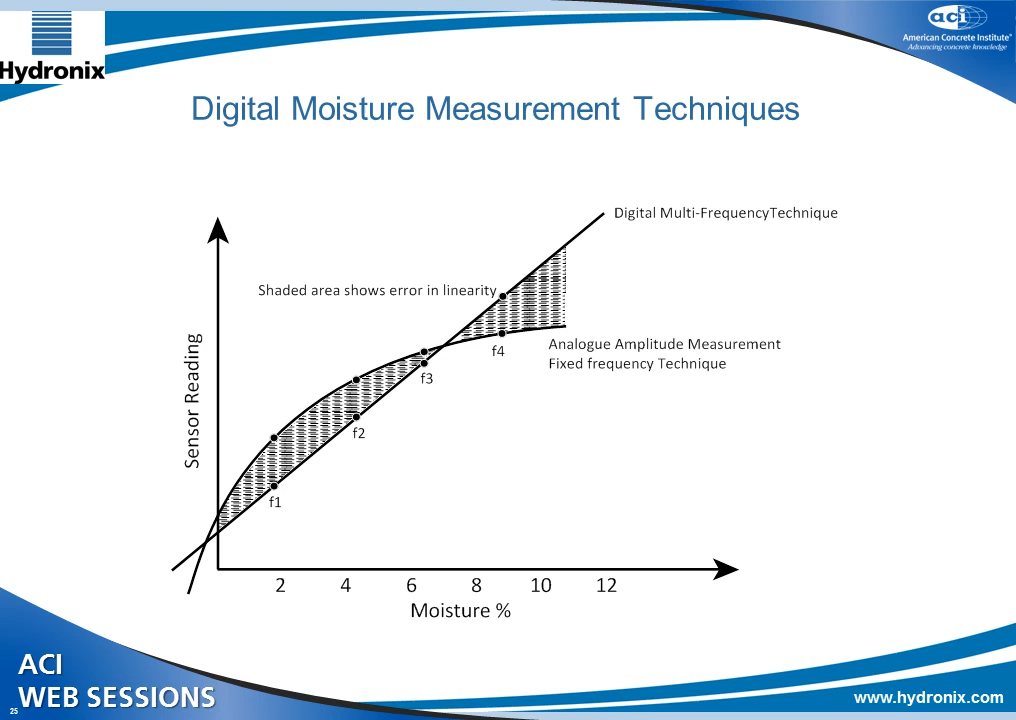 Hydronix
aci
American Concrete Institute®
Advancing concrete knowledge
Digital Moisture Measurement Techniques
Digital Multi-FrequencyTechnique
Shaded area shows error in linearity
Analogue Amplitude Measurement
Fixed frequency Technique
f4
f3
f2
f1
Sensor Reading
2 4 6 8 10 12
Moisture %
ACI
WEB SESSIONS
25
www.hydronix.com